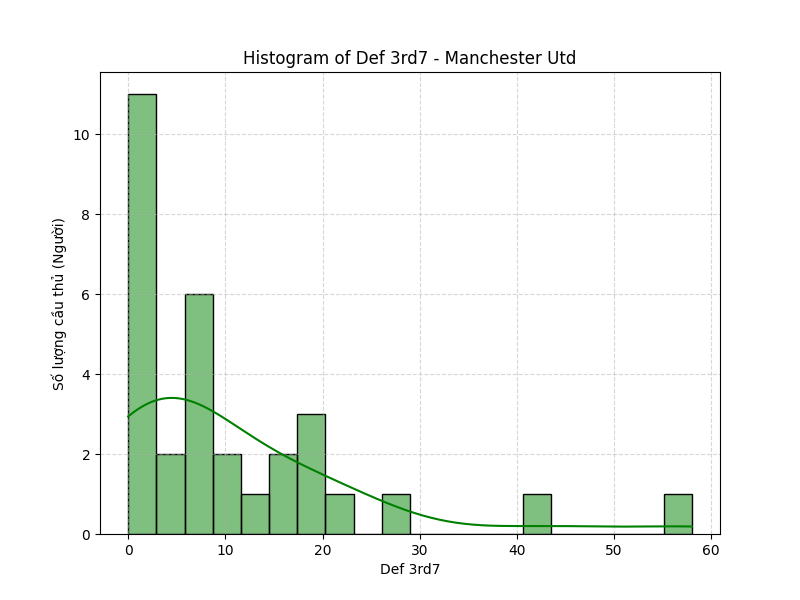 Histogram of Def 3rd7 - Manchester Utd
Số lượng cầu thủ (Người)
10
8
6
4
2
0
0 10 20 30 40 50 60
Def 3rd7